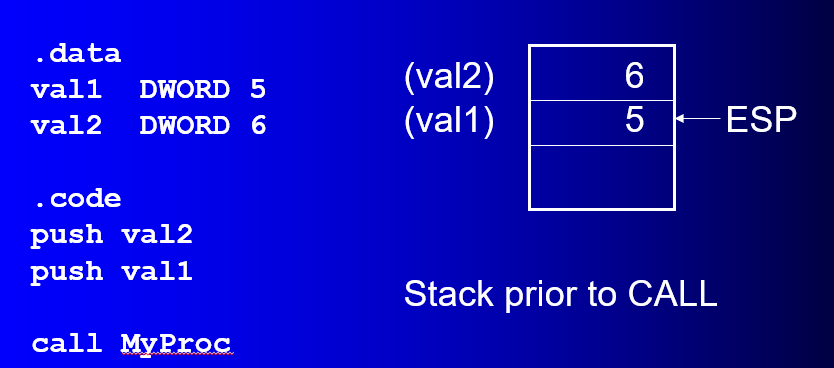 .data
val1 DWORD 5
val2 DWORD 6
.code
push val2
push val1
call MyProc
(val2) 6
(val1) 5 ESP
Stack prior to CALL